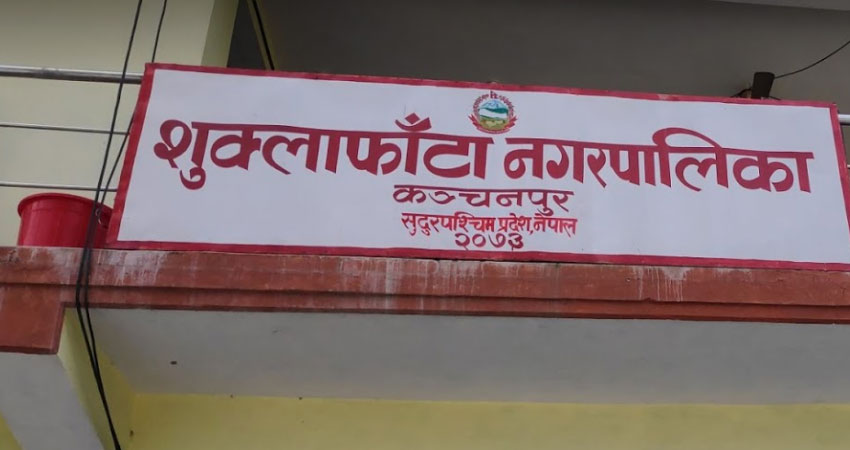 शुक्लाफाँटा नगरपालिका
कञ्चनपुर
सुदुरपश्चिम प्रदेश,नेपाल
२०७३